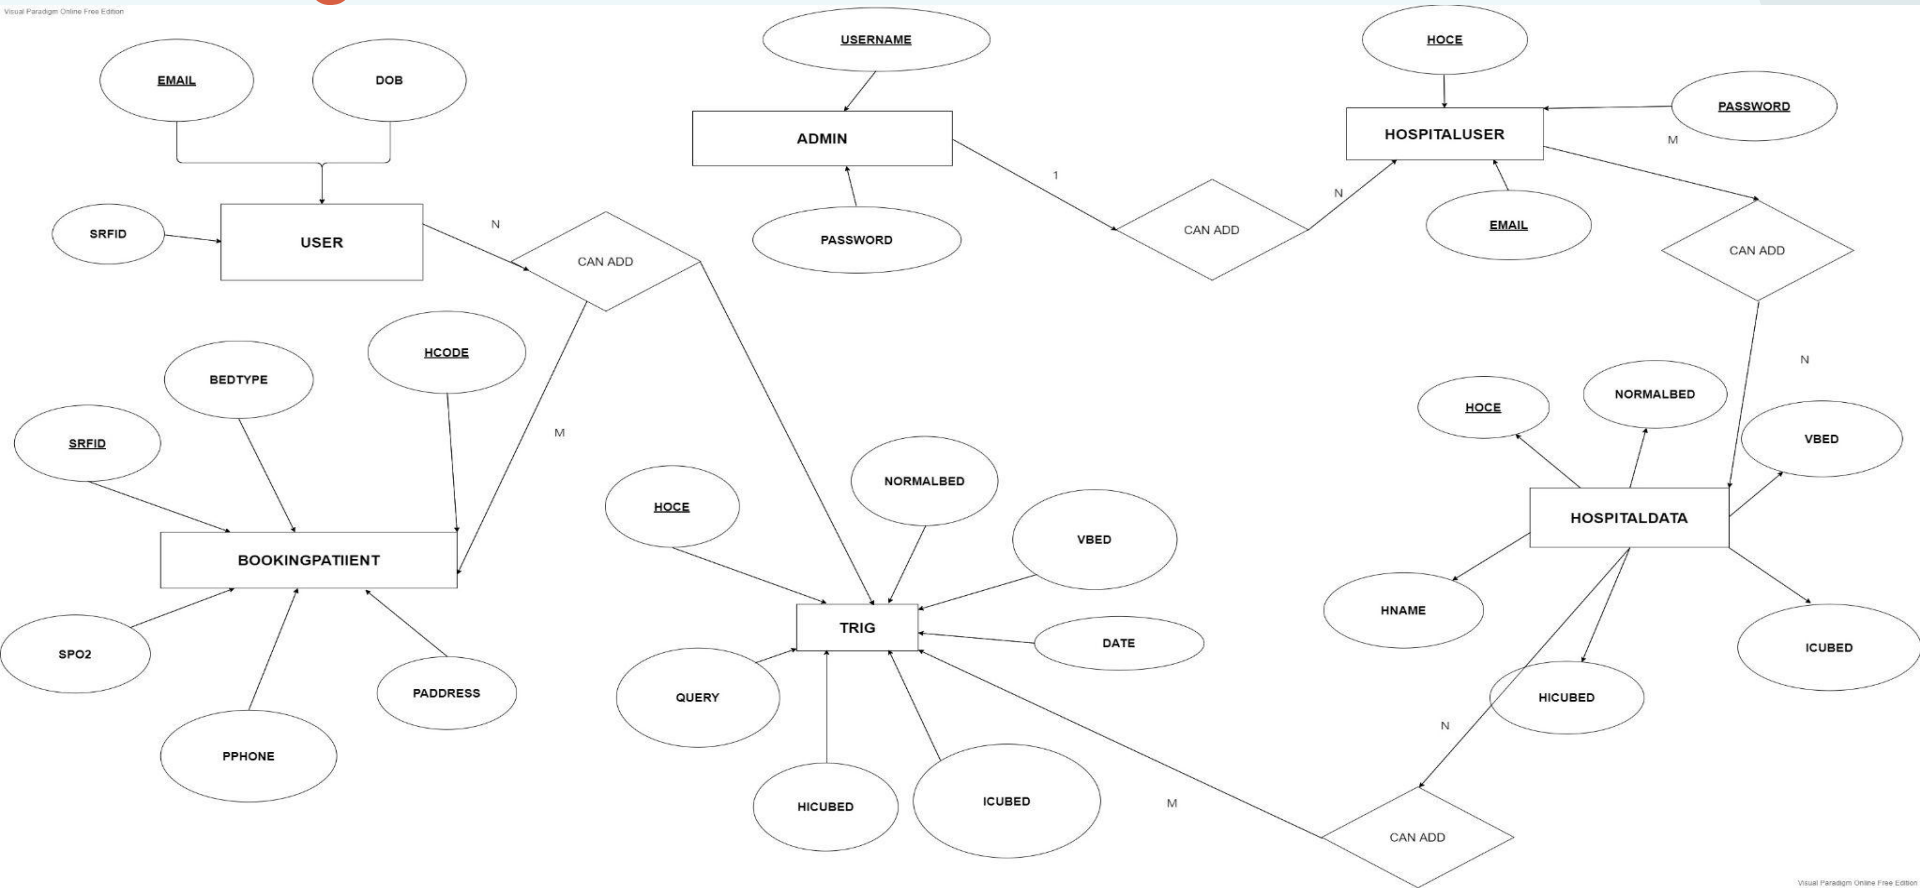 Visual Paradigm Online Free Edition
USERNAME
HOCE
EMAIL
DOB
PASSWORD
ADMIN
HOSPITALUSER
M
1
N
SRFID
USER
N
CAN ADD
PASSWORD
CAN ADD
EMAIL
CAN ADD
HCODE
BEDTYPE
N
SRFID
M
HOCE
NORMALBED
VBED
NORMALBED
HOCE
VBED
HOSPITALDATA
BOOKINGPATIIENT
TRIG
DATE
HNAME
ICUBED
SPO2
PADDRESS
QUERY
HICUBED
N
PPHONE
HICUBED
ICUBED
M
CAN ADD
Visual Paradigm Online Free Edition